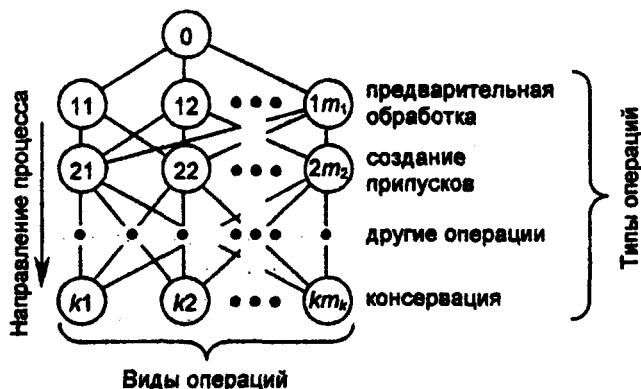 0
11 12 ••• 1m₁
предварительная
обработка
21 22 ••• 2m₂
создание
припусков
другие операции
k1 k2 ••• kmₖ
консервация
Направление процесса
Типы операций
Виды операций